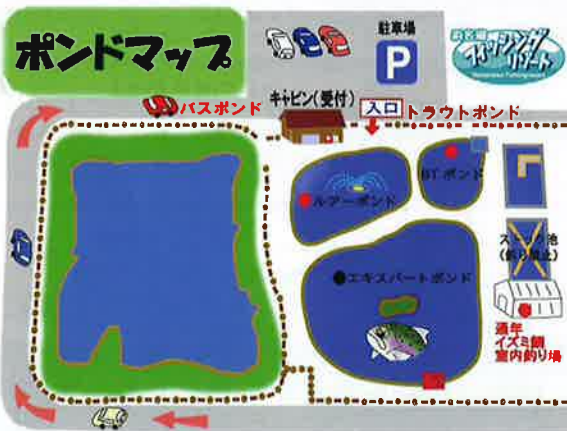 ポンドマップ
駐車場
P
浜名湖
フィッシング
リゾート
バスポンド
キャビン(受付)
入口
トラウトポンド
BTポンド
ルアーポンド
ストック池
(釣り禁止)
エキスパートポンド
通年
イズミ鯛
室内釣り場